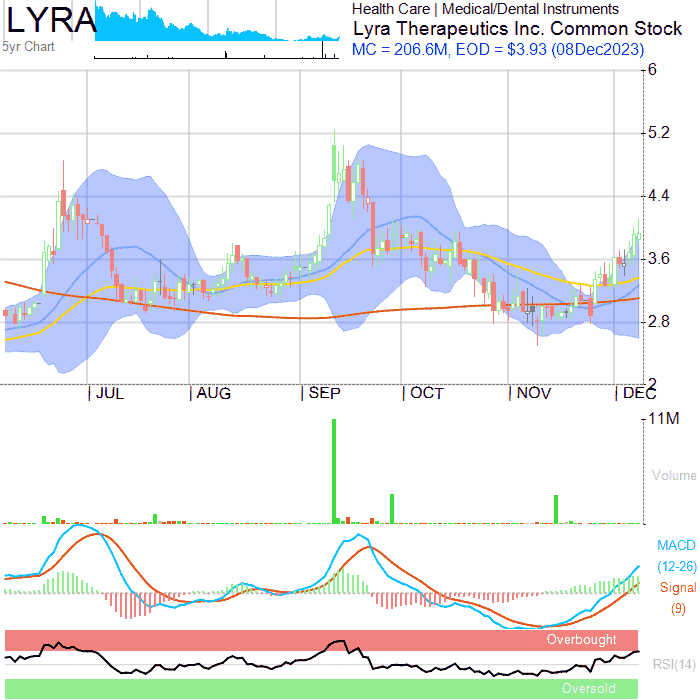 LYRA
5yr Chart
Health Care | Medical/Dental Instruments
Lyra Therapeutics Inc. Common Stock
MC = 206.6M, EOD = $3.93 (08Dec2023)
6
5.2
4.4
3.6
2.8
2
JUL AUG SEP OCT NOV DEC
11M
Volume
MACD
(12-26)
Signal
(9)
Overbought
RSI(14)
Oversold